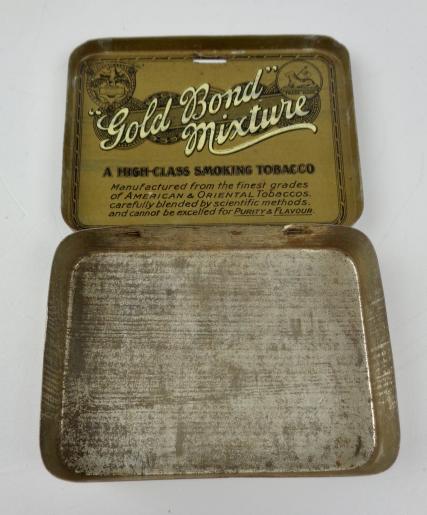 "Gold Bond"
Mixture
A HIGH-CLASS SMOKING TOBACCO
Manufactured from the finest grades
of AMERICAN & ORIENTAL TOBACCOS,
carefully blended by scientific methods,
and cannot be excelled for PURITY & FLAVOUR.